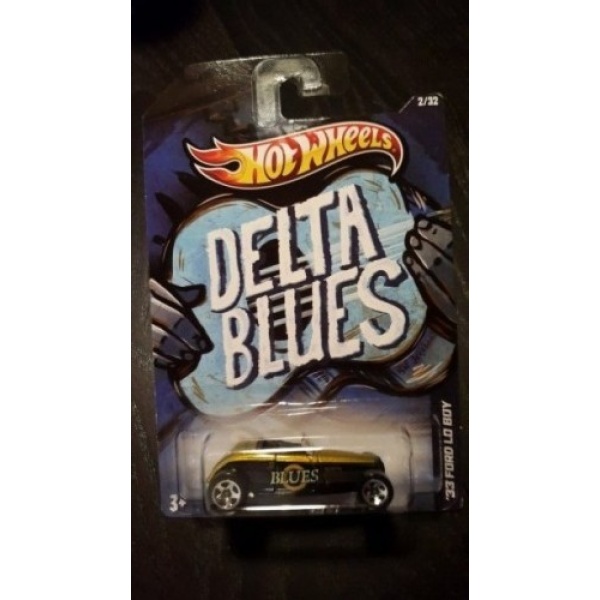 2/32
HOT WHEELS
DELTA
BLUES
'33 FORD LO BOY
BLUES
3+